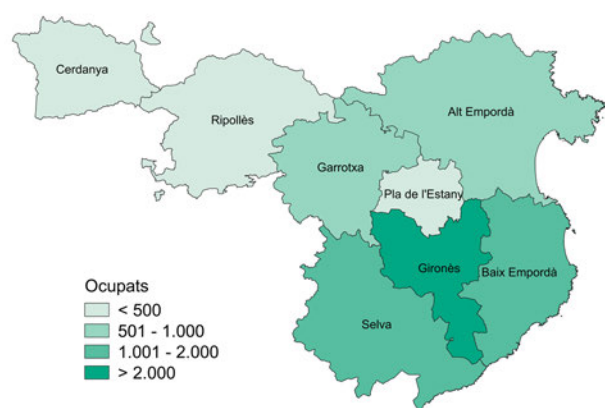 Cerdanya
Ripollès
Alt Empordà
Garrotxa
Pla de l'Estany
Gironès
Baix Empordà
Selva
Ocupats
< 500
501 - 1.000
1.001 - 2.000
> 2.000